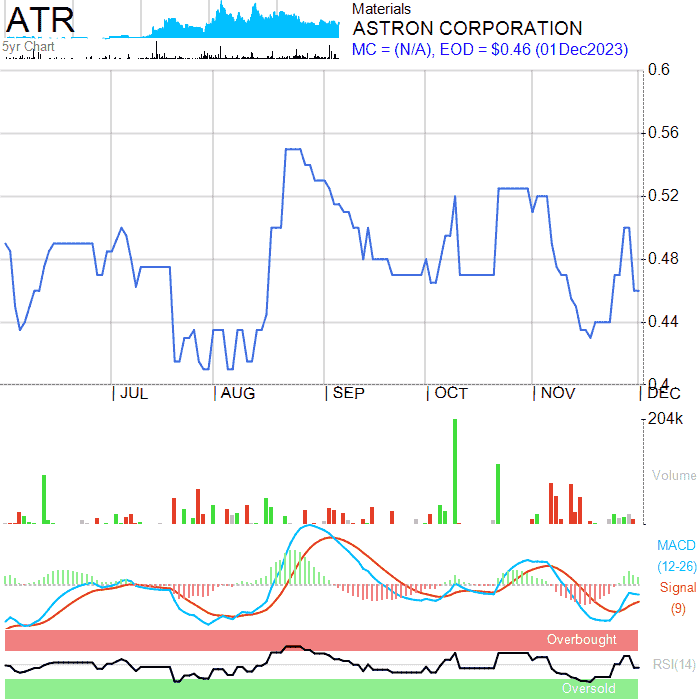 ATR
5yr Chart
Materials
ASTRON CORPORATION
MC = (N/A), EOD = $0.46 (01Dec2023)
0.6
0.56
0.52
0.48
0.44
0.4
JUL
AUG
SEP
OCT
NOV
DEC
204k
Volume
MACD
(12-26)
Signal
(9)
Overbought
RSI(14)
Oversold